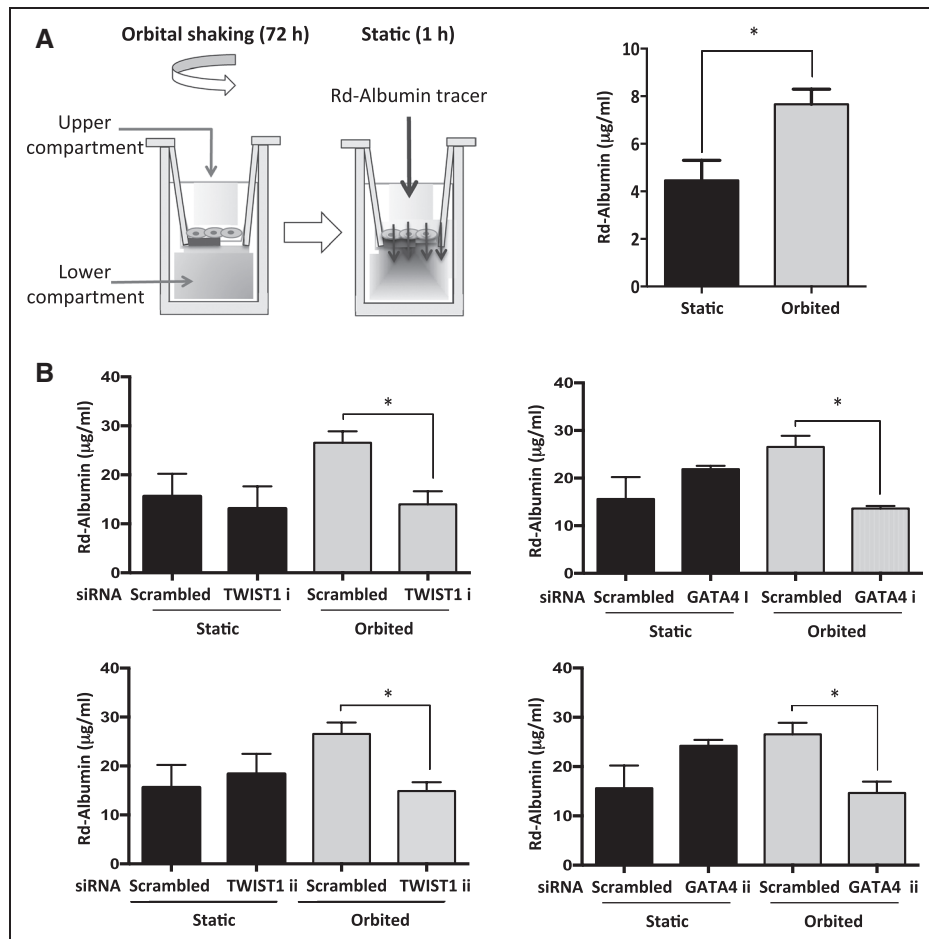 A
Orbital shaking (72 h)
Static (1 h)
Rd-Albumin tracer
Upper
compartment
Lower
compartment
Rd-Albumin (μg/ml)
10
8
6
4
2
0
*
Static
Orbited
B
Rd-Albumin (μg/ml)
40
30
20
10
0
*
siRNA Scrambled TWIST1 i Scrambled TWIST1 i
Static
Orbited
Rd-Albumin (μg/ml)
40
30
20
10
0
*
siRNA Scrambled GATA4 I Scrambled GATA4 i
Static
Orbited
Rd-Albumin (μg/ml)
40
30
20
10
0
*
siRNA Scrambled TWIST1 ii Scrambled TWIST1 ii
Static
Orbited
Rd-Albumin (μg/ml)
40
30
20
10
0
*
siRNA Scrambled GATA4 ii Scrambled GATA4 ii
Static
Orbited